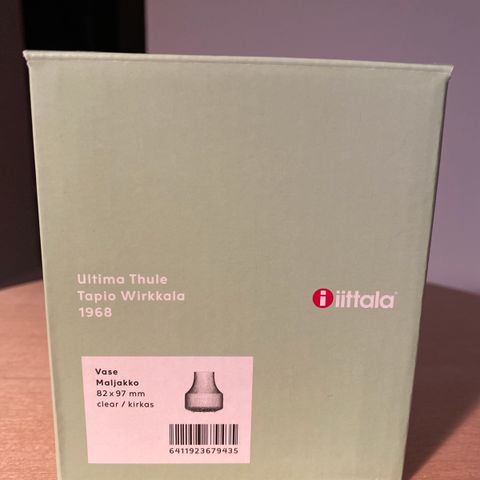 Ultima Thule
Tapio Wirkkala
1968
iittala
Vase
Maljakko
82 x 97 mm
clear / kirkas
6411923679435